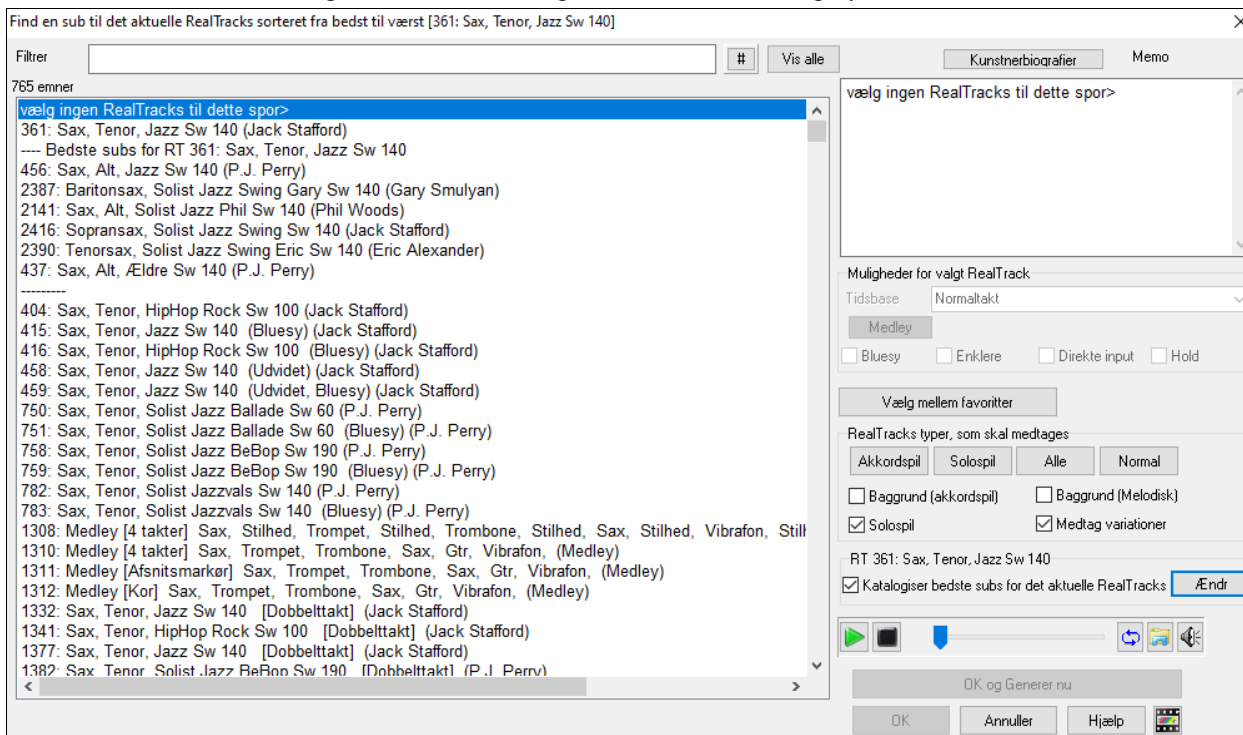 Find en sub til det aktuelle RealTracks sorteret fra bedst til værst [361: Sax, Tenor, Jazz Sw 140]
Filtrer
#
Vis alle
Kunstnerbiografier
Memo
765 emner
vælg ingen RealTracks til dette spor>
361: Sax, Tenor, Jazz Sw 140 (Jack Stafford)
---- Bedste subs for RT 361: Sax, Tenor, Jazz Sw 140
456: Sax, Alt, Jazz Sw 140 (P.J. Perry)
2387: Baritonsax, Solist Jazz Swing Gary Sw 140 (Gary Smulyan)
2141: Sax, Alt, Solist Jazz Phil Sw 140 (Phil Woods)
2416: Sopransax, Solist Jazz Swing Sw 140 (Jack Stafford)
2390: Tenorsax, Solist Jazz Swing Eric Sw 140 (Eric Alexander)
437: Sax, Alt, Ældre Sw 140 (P.J. Perry)
---------
404: Sax, Tenor, HipHop Rock Sw 100 (Jack Stafford)
415: Sax, Tenor, Jazz Sw 140 (Bluesy) (Jack Stafford)
416: Sax, Tenor, HipHop Rock Sw 100 (Bluesy) (Jack Stafford)
458: Sax, Tenor, Jazz Sw 140 (Udvidet) (Jack Stafford)
459: Sax, Tenor, Jazz Sw 140 (Udvidet, Bluesy) (Jack Stafford)
750: Sax, Tenor, Solist Jazz Ballade Sw 60 (P.J. Perry)
751: Sax, Tenor, Solist Jazz Ballade Sw 60 (Bluesy) (P.J. Perry)
758: Sax, Tenor, Solist Jazz BeBop Sw 190 (P.J. Perry)
759: Sax, Tenor, Solist Jazz BeBop Sw 190 (Bluesy) (P.J. Perry)
782: Sax, Tenor, Solist Jazzvals Sw 140 (P.J. Perry)
783: Sax, Tenor, Solist Jazzvals Sw 140 (Bluesy) (P.J. Perry)
1308: Medley [4 takter] Sax, Stilhed, Trompet, Stilhed, Trombone, Stilhed, Sax, Stilhed, Vibrafon, Stilh
1310: Medley [4 takter] Sax, Trompet, Trombone, Sax, Gtr, Vibrafon, (Medley)
1311: Medley [Afsnitsmarkør] Sax, Trompet, Trombone, Sax, Gtr, Vibrafon, (Medley)
1312: Medley [Kor] Sax, Trompet, Trombone, Sax, Gtr, Vibrafon, (Medley)
1332: Sax, Tenor, Jazz Sw 140 [Dobbelttakt] (Jack Stafford)
1341: Sax, Tenor, HipHop Rock Sw 100 [Dobbelttakt] (Jack Stafford)
1377: Sax, Tenor, Jazz Sw 140 [Dobbelttakt] (Jack Stafford)
1382: Sax, Tenor, Solist Jazz BeBop Sw 190 [Dobbelttakt] (P.J. Perry)
vælg ingen RealTracks til dette spor>
Muligheder for valgt RealTrack
Tidsbase
Normaltakt
Medley
Bluesy
Enklere
Direkte input
Hold
Vælg mellem favoritter
RealTracks typer, som skal medtages
Akkordspil
Solospil
Alle
Normal
Baggrund (akkordspil)
Baggrund (Melodisk)
Solospil
Medtag variationer
RT 361: Sax, Tenor, Jazz Sw 140
Katalogiser bedste subs for det aktuelle RealTracks
Ændr
OK og Generer nu
OK
Annuller
Hjælp